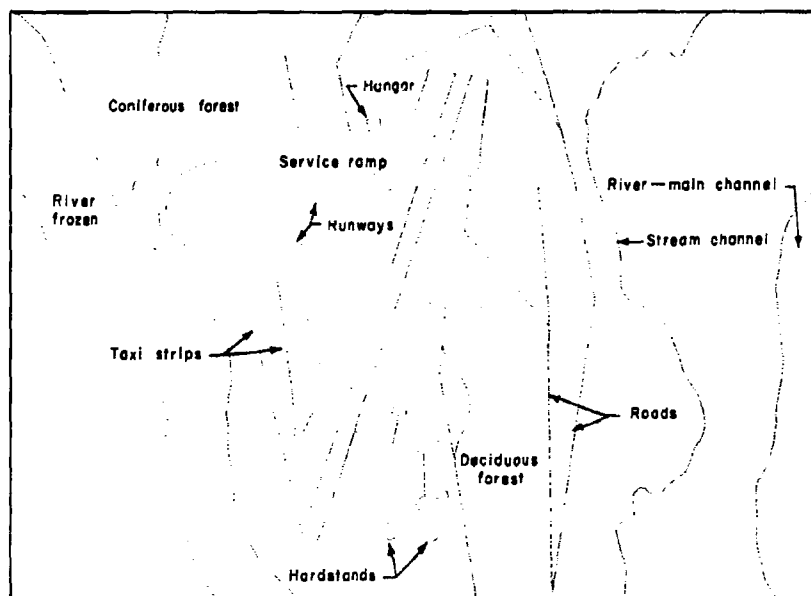 Hangar
Coniferous forest
Service ramp
River—main channel
River
frozen
Runways
Stream channel
Taxi strips
Roads
Deciduous
forest
Hardstands